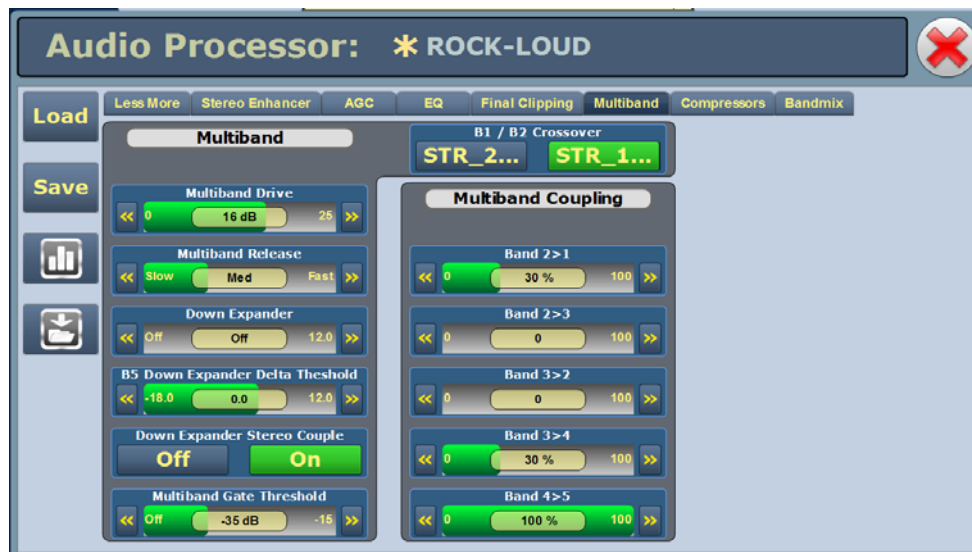 Audio Processor: * ROCK-LOUD
Load
Save
Less More Stereo Enhancer AGC EQ Final Clipping Multiband Compressors Bandmix
Multiband
Multiband Drive
« 0 16 dB 25 »
Multiband Release
« Slow Med Fast »
Down Expander
« Off Off 12.0 »
B5 Down Expander Delta Theshold
« -18.0 0.0 12.0 »
Down Expander Stereo Couple
Off On
Multiband Gate Threshold
« Off -35 dB -15 »
B1 / B2 Crossover
STR_2... STR_1...
Multiband Coupling
Band 2>1
« 0 30 % 100 »
Band 2>3
« 0 0 100 »
Band 3>2
« 0 0 100 »
Band 3>4
« 0 30 % 100 »
Band 4>5
« 0 100 % 100 »